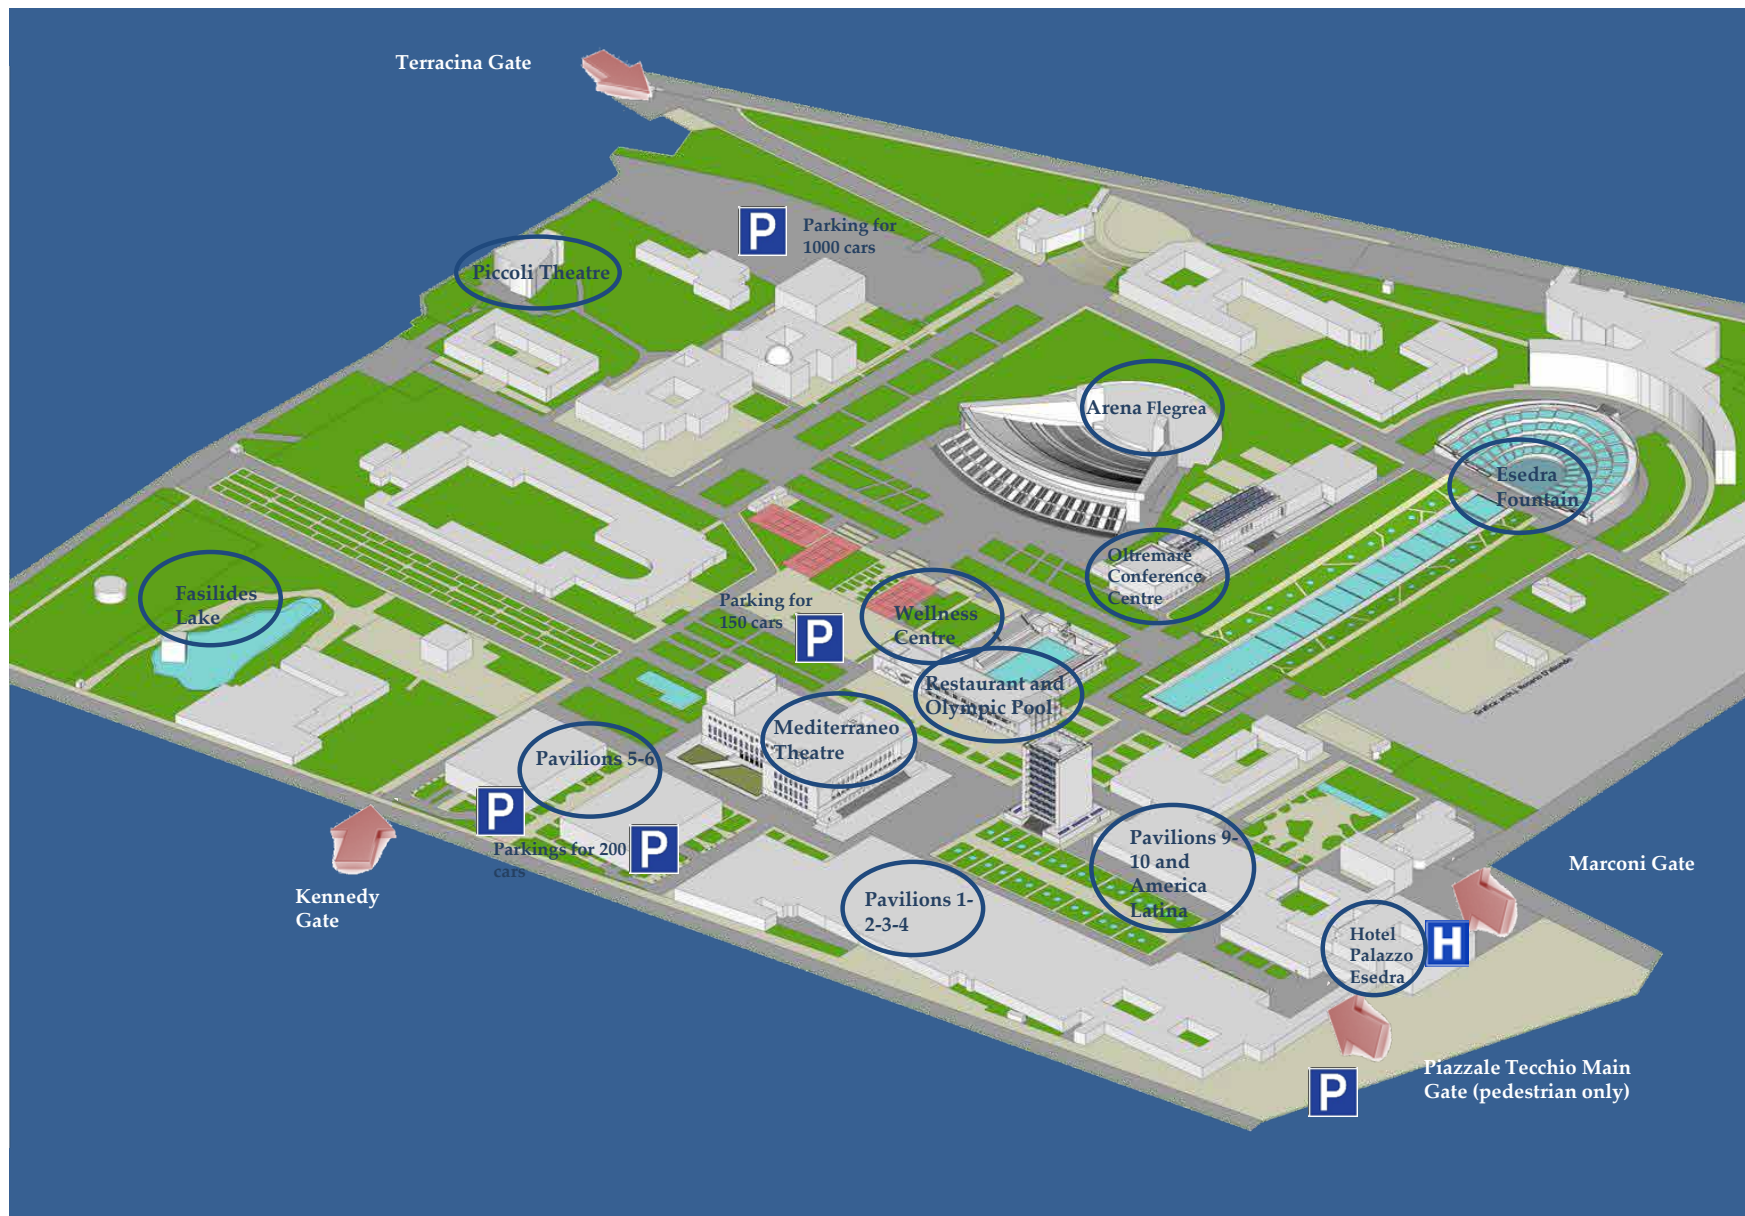 Terracina Gate
P
Parking for
1000 cars
Piccoli Theatre
Arena Flegrea
Esedra
Fountain
Oltremare
Conference
Centre
Fasilides
Lake
Parking for
150 cars
P
Wellness
Centre
Restaurant and
Olympic Pool
Mediterraneo
Theatre
Pavilions 5-6
P
P
Parkings for 200
cars
Kennedy
Gate
Pavilions 1-
2-3-4
Pavilions 9-
10 and
America
Latina
Marconi Gate
Hotel
Palazzo
Esedra
H
Piazzale Tecchio Main
Gate (pedestrian only)
P